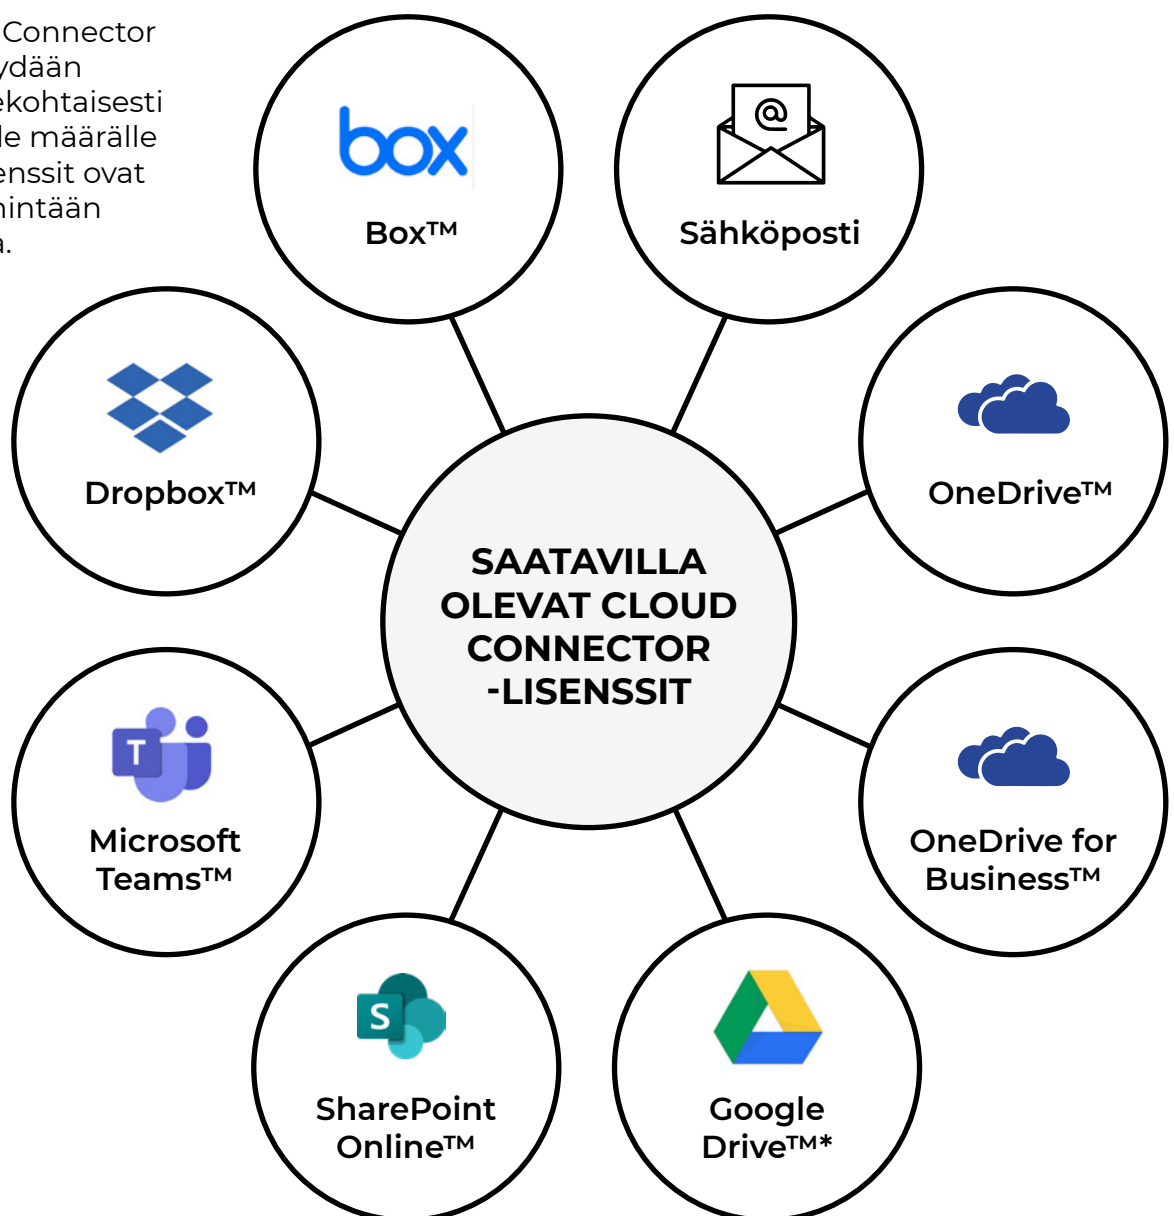 Connector
ydään
ekohtaisesti
le määrälle
enssit ovat
nintään
a.
box
Box™
@
Sähköposti
Dropbox™
OneDrive™
SAATAVILLA
OLEVAT CLOUD
CONNECTOR
-LISENSSIT
T
Microsoft
Teams™
OneDrive for
Business™
S
SharePoint
Online™
Google
Drive™*